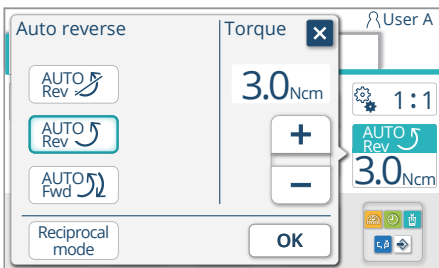 Auto reverse
Torque
User A
AUTO
Rev
3.0Ncm
1:1
AUTO
Rev
+
AUTO
Rev
3.0Ncm
AUTO
Fwd
−
Reciprocal
mode
OK